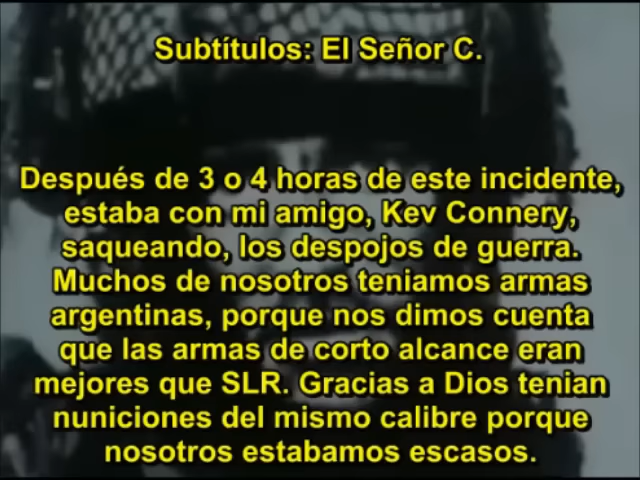 Subtítulos: El Señor C.
Después de 3 o 4 horas de este incidente,
estaba con mi amigo, Kev Connery,
saqueando, los despojos de guerra.
Muchos de nosotros teniamos armas
argentinas, porque nos dimos cuenta
que las armas de corto alcance eran
mejores que SLR. Gracias a Dios tenian
nuniciones del mismo calibre porque
nosotros estabamos escasos.